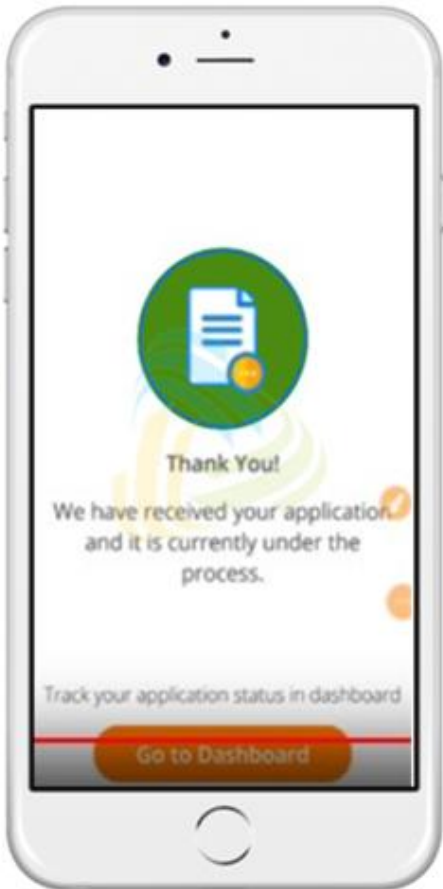 Thank You!
We have received your application
and it is currently under the
process.
Track your application status in dashboard
Go to Dashboard